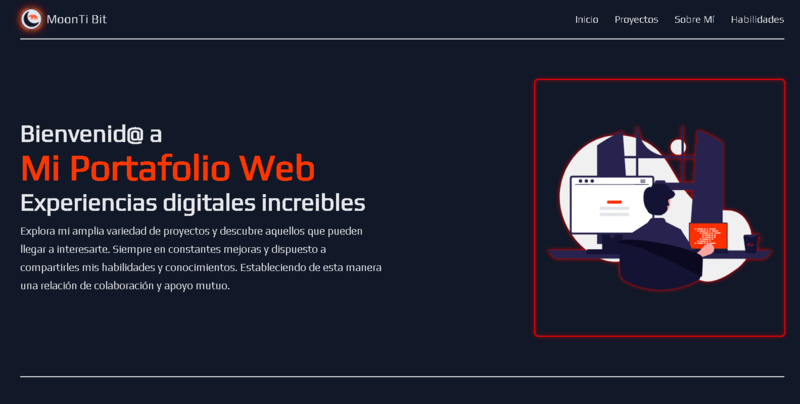 MoonTi Bit
Inicio Proyectos Sobre Mí Habilidades
Bienvenid@ a
Mi Portafolio Web
Experiencias digitales increibles
Explora mi amplia variedad de proyectos y descubre aquellos que pueden
llegar a interesarte. Siempre en constantes mejoras y dispuesto a
compartirles mis habilidades y conocimientos. Estableciendo de esta manera
una relación de colaboración y apoyo mutuo.